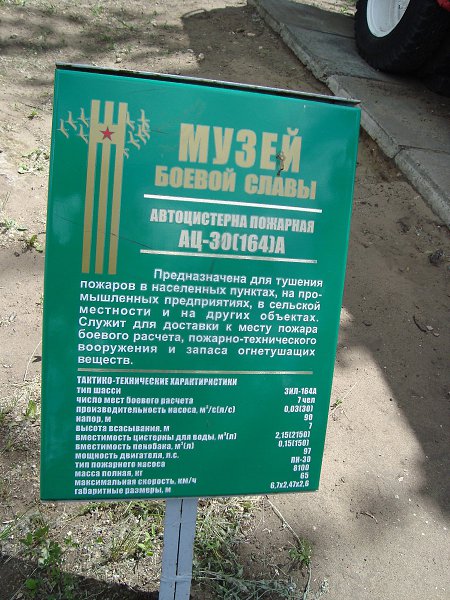 МУЗЕЙ
БОЕВОЙ СЛАВЫ
АВТОЦИСТЕРНА ПОЖАРНАЯ
АЦ-30(164)А
Предназначена для тушения
пожаров в населенных пунктах, на про-
мышленных предприятиях, в сельской
местности и на других объектах.
Служит для доставки к месту пожара
боевого расчета, пожарно-технического
вооружения и запаса огнетушащих
веществ.
ТАКТИКО-ТЕХНИЧЕСКИЕ ХАРАКТИРИСТИКИ
тип шасси ЗИЛ-164А
число мест боевого расчета 7 чел
производительность насоса, м³/с(л/с) 0,03(30)
напор, м 90
высота всасывания, м 7
вместимость цистерны для воды, м³(л) 2,15(2150)
вместимость пенобака, м³(л) 0,15(150)
мощность двигателя, л.с. 97
тип пожарного насоса ПН-30
масса полная, кг 8100
максимальная скорость, км/ч 65
габаритные размеры, м 6,7х2,47х2,6